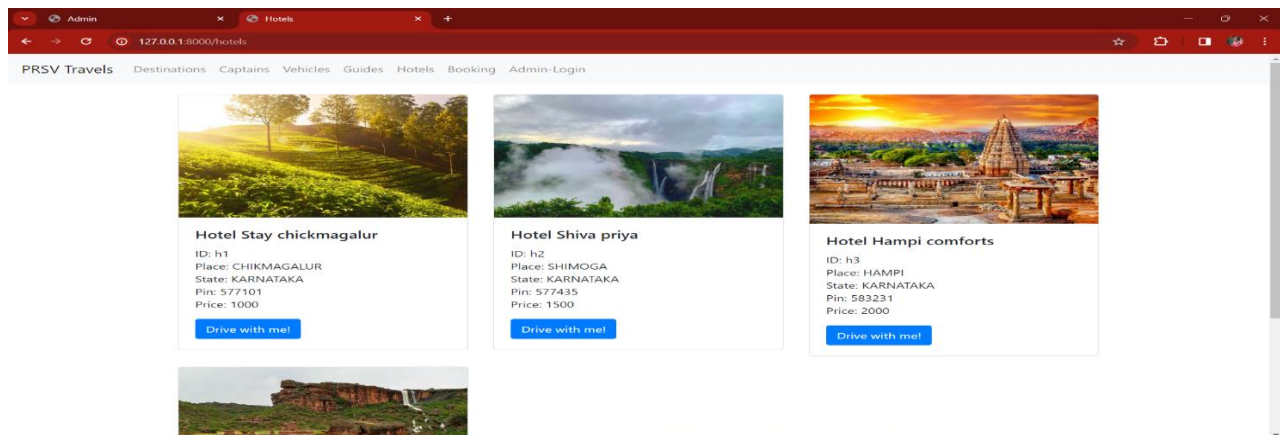 Admin
Hotels
127.0.0.1:8000/hotels
PRSV Travels Destinations Captains Vehicles Guides Hotels Booking Admin-Login
Hotel Stay chickmagalur
ID: h1
Place: CHIKMAGALUR
State: KARNATAKA
Pin: 577101
Price: 1000
Drive with me!
Hotel Shiva priya
ID: h2
Place: SHIMOGA
State: KARNATAKA
Pin: 577435
Price: 1500
Drive with me!
Hotel Hampi comforts
ID: h3
Place: HAMPI
State: KARNATAKA
Pin: 583231
Price: 2000
Drive with me!